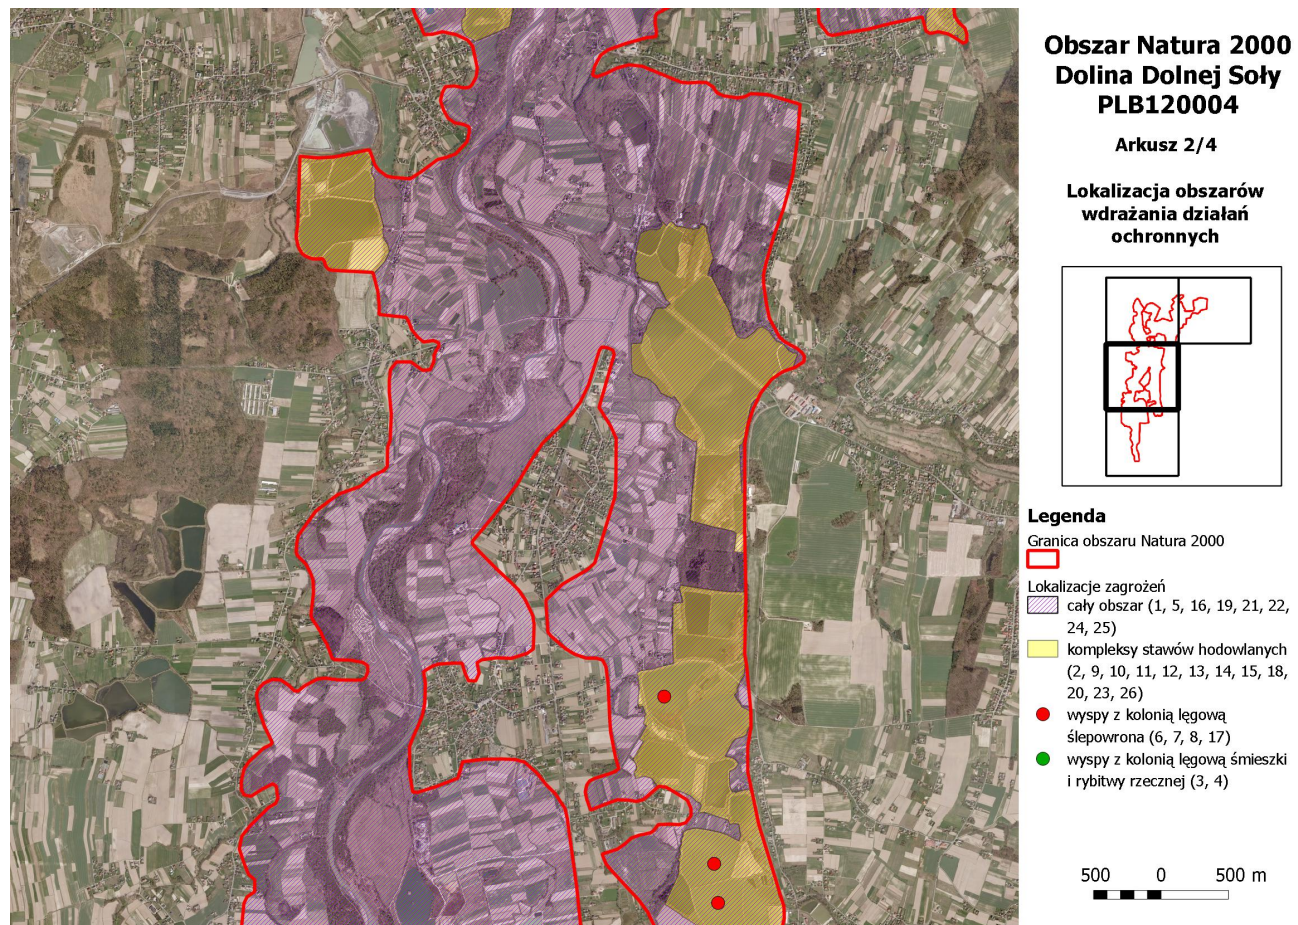 Obszar Natura 2000
Dolina Dolnej Soły
PLB120004
Arkusz 2/4
Lokalizacja obszarów
wdrażania działań
ochronnych
Legenda
Granica obszaru Natura 2000
Lokalizacje zagrożeń
cały obszar (1, 5, 16, 19, 21, 22,
24, 25)
kompleksy stawów hodowlanych
(2, 9, 10, 11, 12, 13, 14, 15, 18,
20, 23, 26)
wyspy z kolonią lęgową
ślepowrona (6, 7, 8, 17)
wyspy z kolonią lęgową śmieszki
i rybitwy rzecznej (3, 4)
500 0 500 m